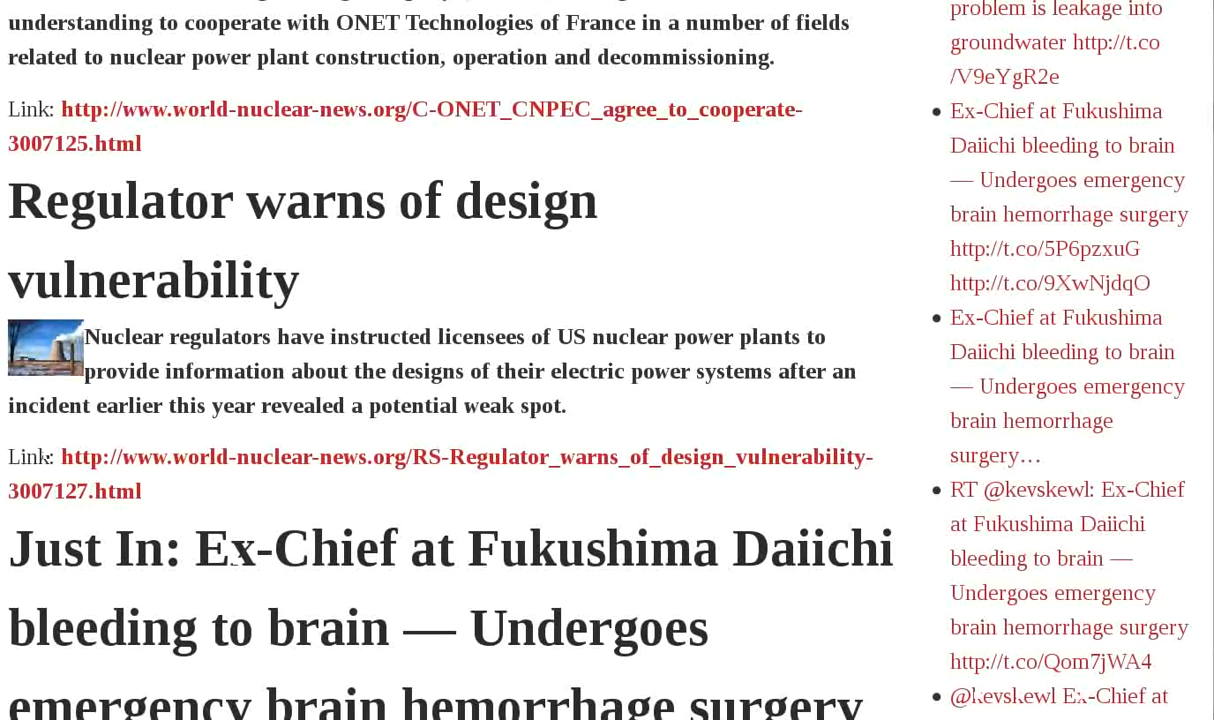 understanding to cooperate with ONET Technologies of France in a number of fields
related to nuclear power plant construction, operation and decommissioning.
Link: http://www.world-nuclear-news.org/C-ONET_CNPEC_agree_to_cooperate-
3007125.html
Regulator warns of design
vulnerability
Nuclear regulators have instructed licensees of US nuclear power plants to
provide information about the designs of their electric power systems after an
incident earlier this year revealed a potential weak spot.
Link: http://www.world-nuclear-news.org/RS-Regulator_warns_of_design_vulnerability-
3007127.html
Just In: Ex-Chief at Fukushima Daiichi
bleeding to brain — Undergoes
emergency brain hemorrhage surgery
problem is leakage into
groundwater http://t.co
/V9eYgR2e
• Ex-Chief at Fukushima
Daiichi bleeding to brain
— Undergoes emergency
brain hemorrhage surgery
http://t.co/5P6pzxuG
http://t.co/9XwNjdqO
• Ex-Chief at Fukushima
Daiichi bleeding to brain
— Undergoes emergency
brain hemorrhage
surgery…
• RT @kevskewl: Ex-Chief
at Fukushima Daiichi
bleeding to brain —
Undergoes emergency
brain hemorrhage surgery
http://t.co/Qom7jWA4
• @kevskewl Ex-Chief at